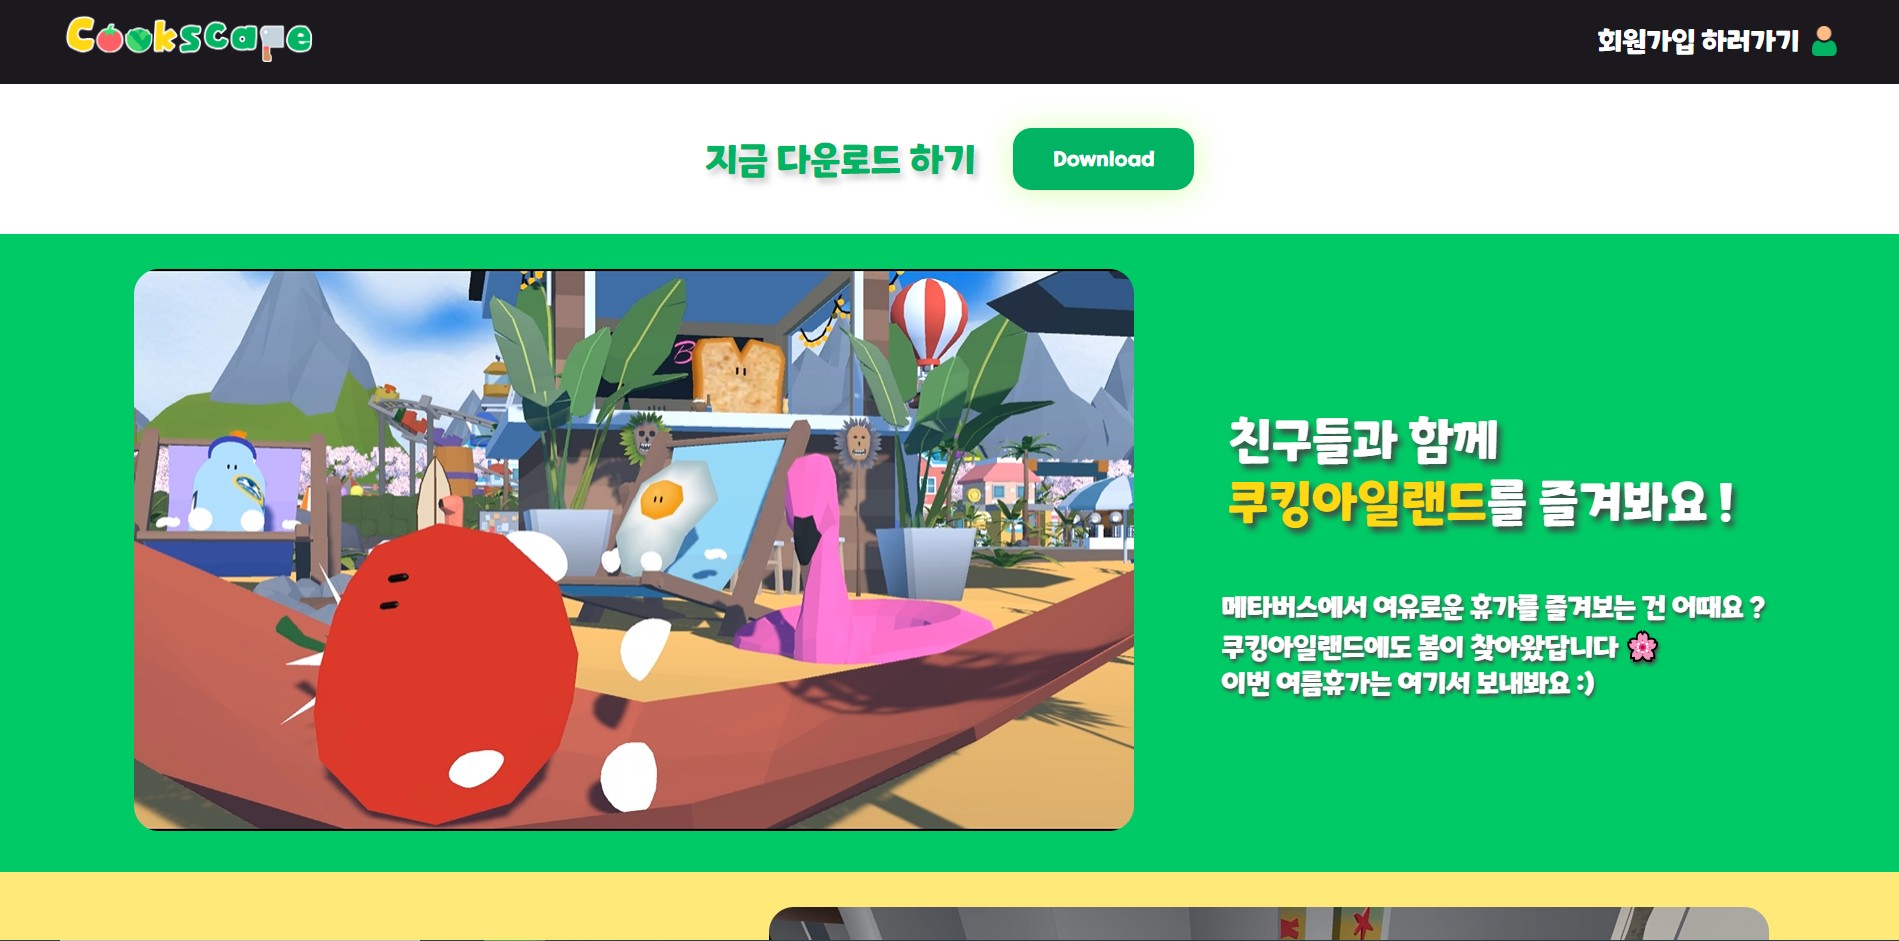 Cookscape
회원가입 하러가기
지금 다운로드 하기
Download
친구들과 함께
쿠킹아일랜드를 즐겨봐요 !
메타버스에서 여유로운 휴가를 즐겨보는 건 어때요 ?
쿠킹아일랜드에도 봄이 찾아왔답니다 🌸
이번 여름휴가는 여기서 보내봐요 :)